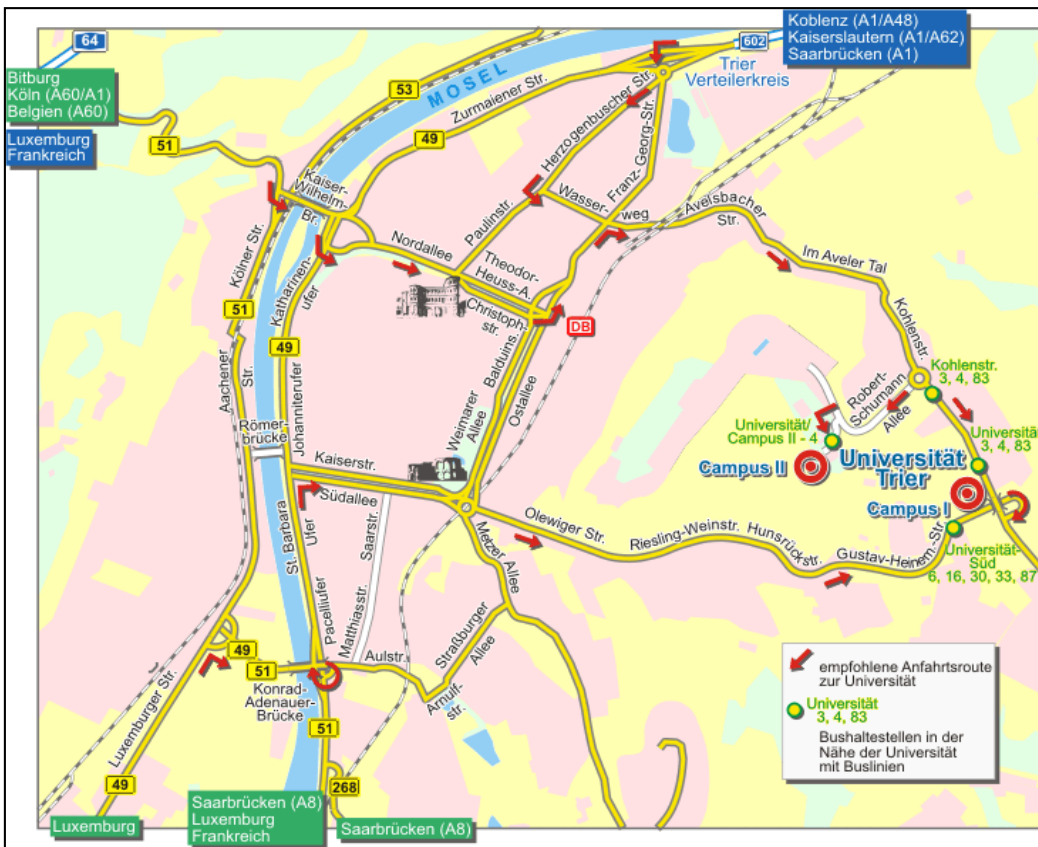 64
Bitburg
Köln (A60/A1)
Belgien (A60)
Luxemburg
Frankreich
51
53
MOSEL
Zurmaiener Str.
49
602
Koblenz (A1/A48)
Kaiserslautern (A1/A62)
Saarbrücken (A1)
Trier
Verteilerkreis
Herzogenbuscher Str.
Franz-Georg-Str.
Kaiser-
Wilhelm-
Br.
Wasser-
weg
Avelsbacher
Str.
Paulinstr.
Nordallee
Theodor-
Heuss-A.
Christoph-
str.
Im Aveler Tal
Kölner Str.
Katharinen-
ufer
51
DB
Kohlenstr.
49
Aachener
Str.
Johanniterufer
Balduins.
Weimarer
Allee
Ostallee
Robert-
Schumann
Allee
Kohlenstr.
3, 4, 83
Römer-
brücke
Universität/
Campus II - 4
Universität
3, 4, 83
Kaiserstr.
Südallee
Campus II
Universität
Trier
Campus I
St. Barbara
Ufer
Saarstr.
Metzer Allee
Olewiger Str.
Riesling-Weinstr.
Hunsrückstr.
Gustav-Heinem.-Str.
Universität-
Süd
6, 16, 30, 33, 87
Pacelliufer
Matthiasstr.
Straßburger
Allee
49
51
Aulstr.
Arnulf-
str.
Konrad-
Adenauer-
Brücke
Luxemburger Str.
51
49
268
empfohlene Anfahrtsroute
zur Universität
Universität
3, 4, 83
Bushaltestellen in der
Nähe der Universität
mit Buslinien
Luxemburg
Saarbrücken (A8)
Luxemburg
Frankreich
Saarbrücken (A8)